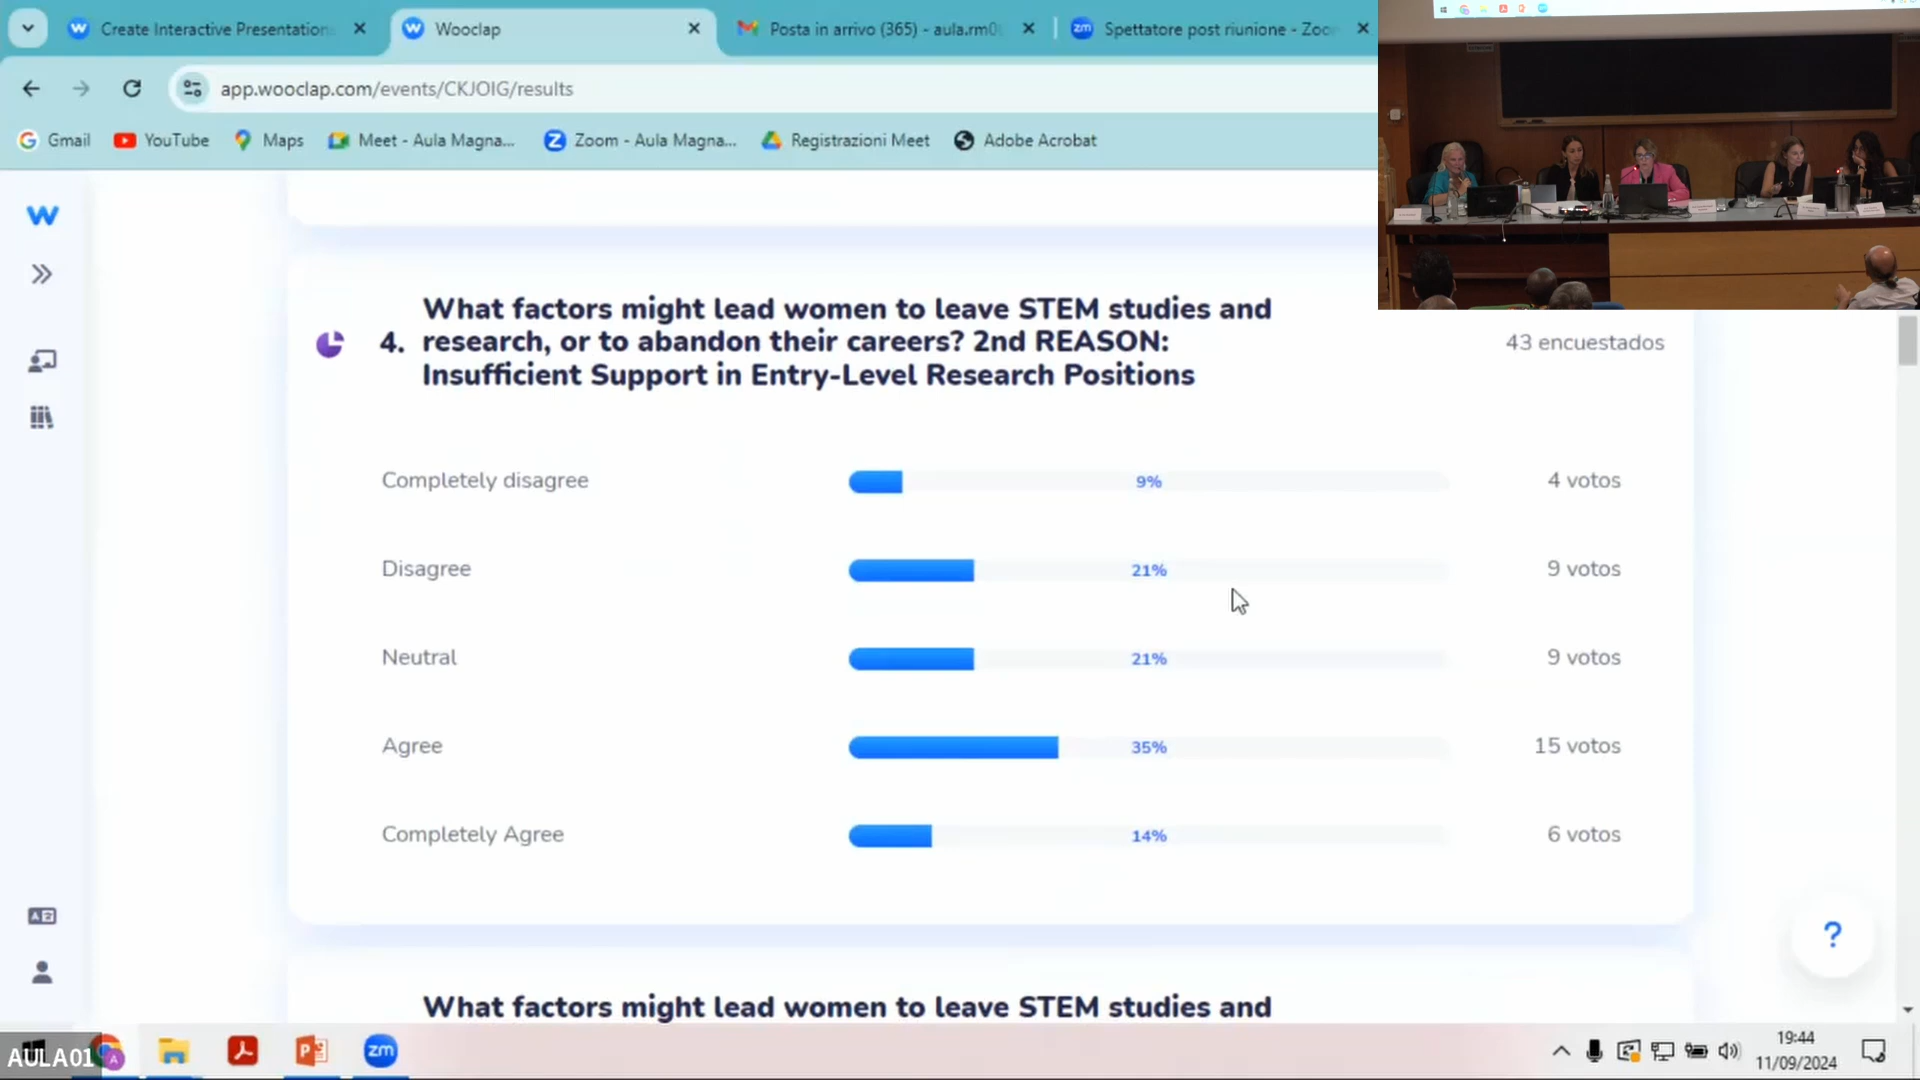 Create Interactive Presentation
Wooclap
Posta in arrivo (365) - aula.rm0
Spettatore post riunione - Zoo
app.wooclap.com/events/CKJOIG/results
Gmail
YouTube
Maps
Meet - Aula Magna...
Zoom - Aula Magna...
Registrazioni Meet
Adobe Acrobat
What factors might lead women to leave STEM studies and
4. research, or to abandon their careers? 2nd REASON:
Insufficient Support in Entry-Level Research Positions
43 encuestados
Completely disagree 9% 4 votos
Disagree 21% 9 votos
Neutral 21% 9 votos
Agree 35% 15 votos
Completely Agree 14% 6 votos
?
What factors might lead women to leave STEM studies and
AULA01
zm
19:44
11/09/2024